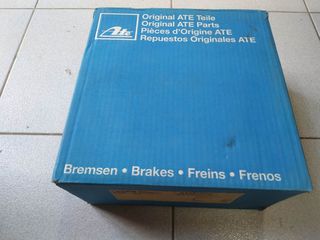 Ate
Original ATE Teile
Original ATE Parts
Pièces d'Origine ATE
Repuestos Originales ATE
Bremsen • Brakes • Freins • Frenos